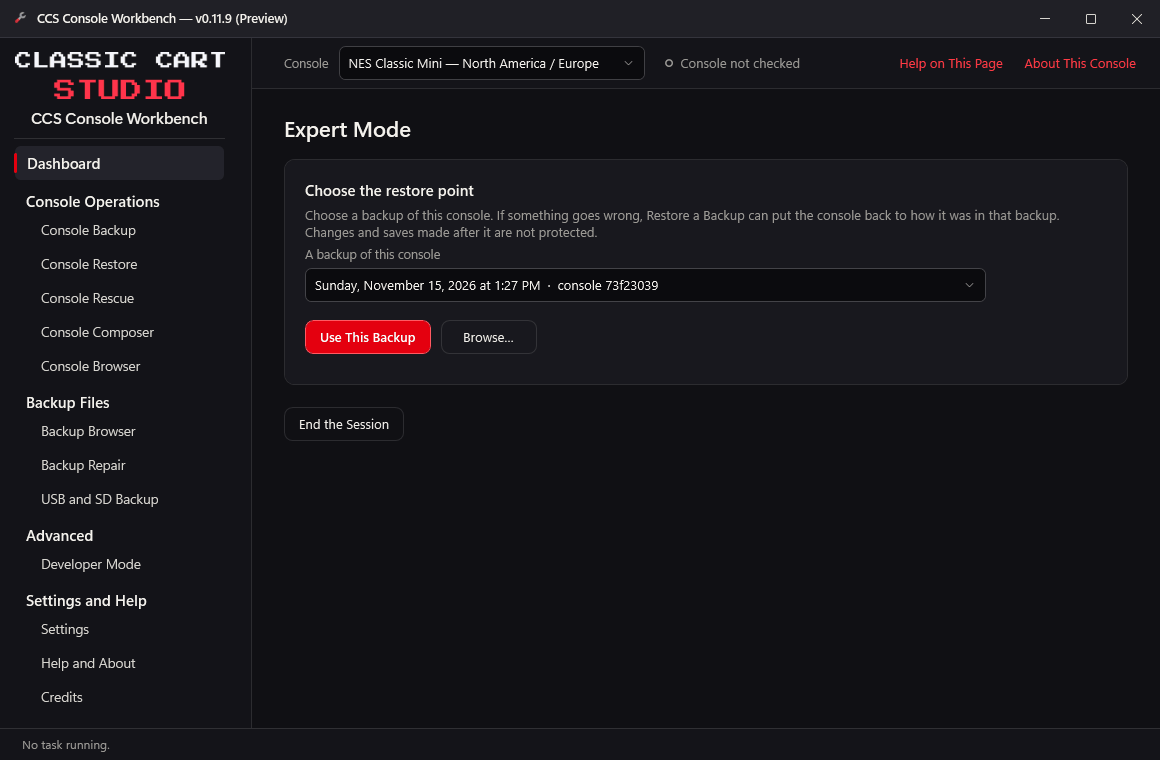 CCS Console Workbench — v0.11.9 (Preview)
CLASSIC CART
STUDIO
CCS Console Workbench
Dashboard
Console Operations
Console Backup
Console Restore
Console Rescue
Console Composer
Console Browser
Backup Files
Backup Browser
Backup Repair
USB and SD Backup
Advanced
Developer Mode
Settings and Help
Settings
Help and About
Credits
Console
NES Classic Mini — North America / Europe
Console not checked
Help on This Page
About This Console
Expert Mode
Choose the restore point
Choose a backup of this console. If something goes wrong, Restore a Backup can put the console back to how it was in that backup.
Changes and saves made after it are not protected.
A backup of this console
Sunday, November 15, 2026 at 1:27 PM · console 73f23039
Use This Backup
Browse...
End the Session
No task running.